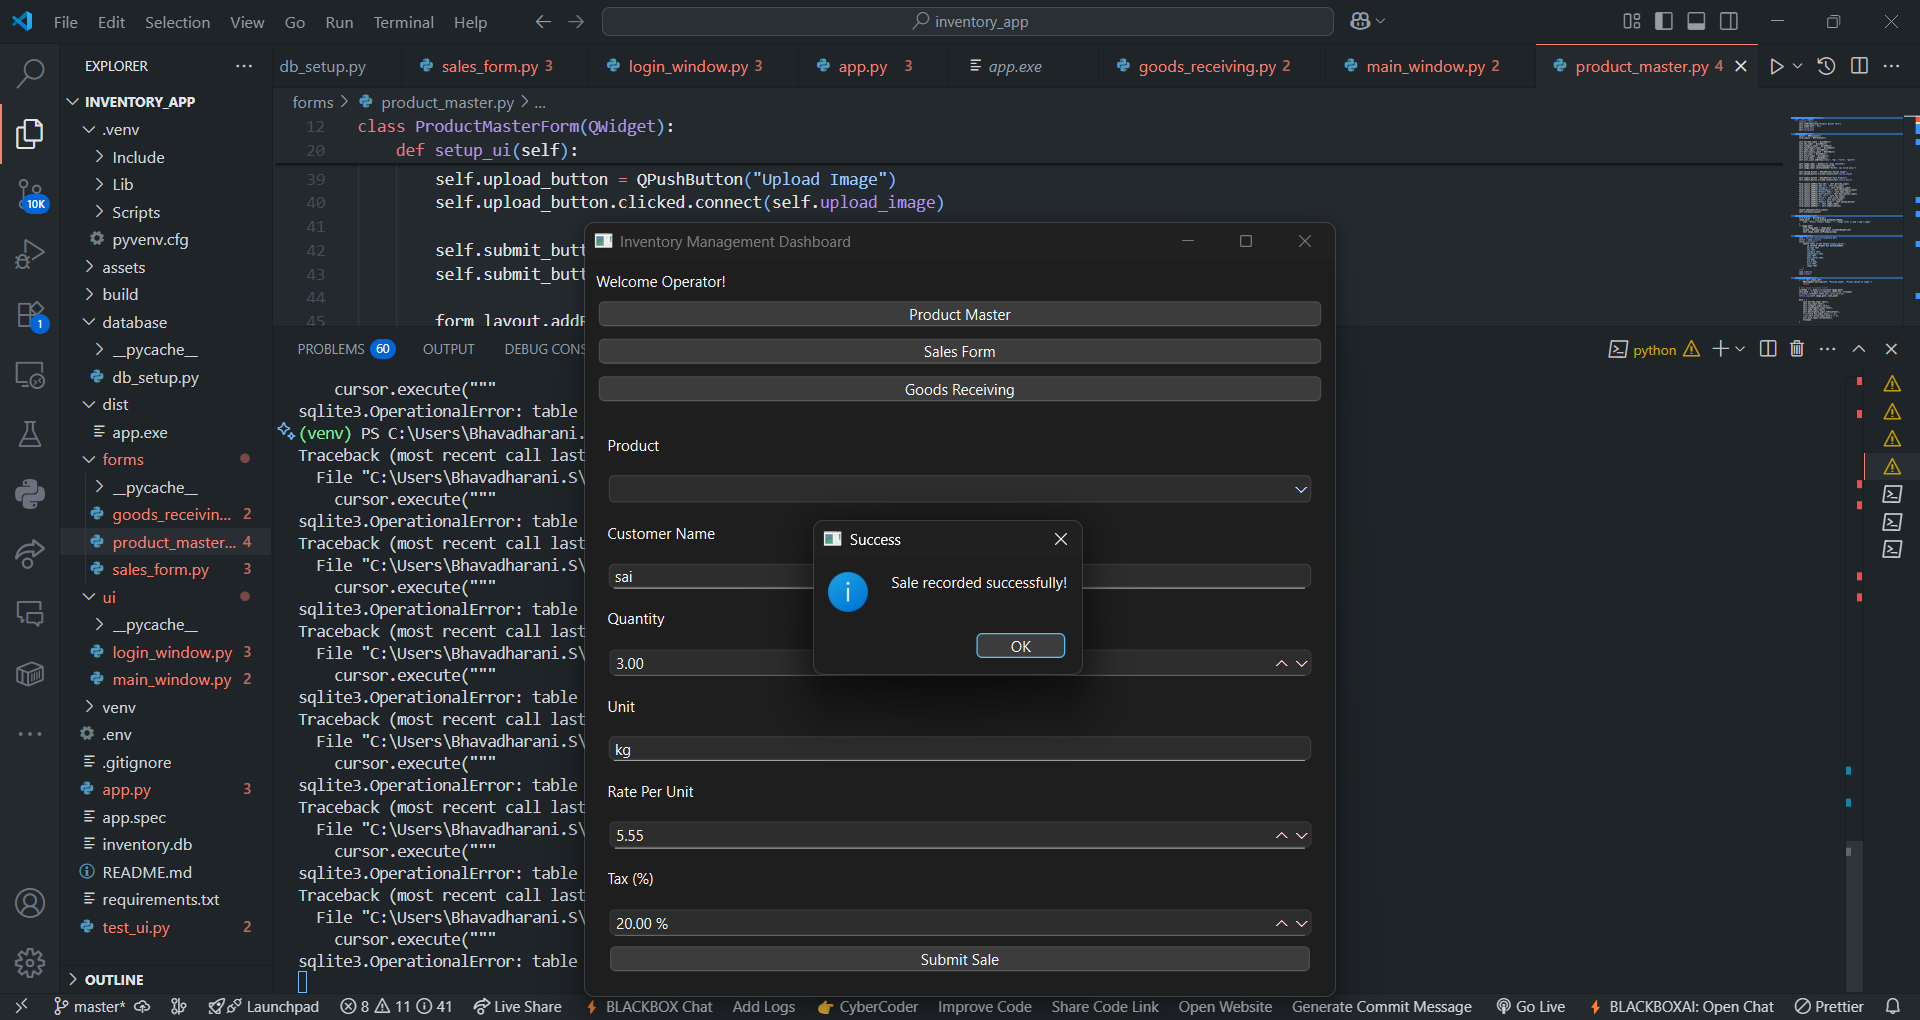 File Edit Selection View Go Run Terminal Help
inventory_app
EXPLORER
db_setup.py
sales_form.py 3
login_window.py 3
app.py 3
app.exe
goods_receiving.py 2
main_window.py 2
product_master.py 4
INVENTORY_APP
.venv
Include
Lib
Scripts
pyvenv.cfg
assets
build
database
__pycache__
db_setup.py
dist
app.exe
forms
__pycache__
goods_receivin... 2
product_master... 4
sales_form.py 3
ui
__pycache__
login_window.py 3
main_window.py 2
venv
.env
.gitignore
app.py 3
app.spec
inventory.db
README.md
requirements.txt
test_ui.py 2
OUTLINE
10K
1
forms > product_master.py > ...
12 class ProductMasterForm(QWidget):
20 def setup_ui(self):
39 self.upload_button = QPushButton("Upload Image")
40 self.upload_button.clicked.connect(self.upload_image)
41
42 self.submit_butt
43 self.submit_butt
44
45 form_layout.addR
PROBLEMS 60 OUTPUT DEBUG CONS
python
cursor.execute("""
sqlite3.OperationalError: table
(venv) PS C:\Users\Bhavadharani.
Traceback (most recent call last
File "C:\Users\Bhavadharani.S\
cursor.execute("""
sqlite3.OperationalError: table
Traceback (most recent call last
File "C:\Users\Bhavadharani.S\
cursor.execute("""
sqlite3.OperationalError: table
Traceback (most recent call last
File "C:\Users\Bhavadharani.S\
cursor.execute("""
sqlite3.OperationalError: table
Traceback (most recent call last
File "C:\Users\Bhavadharani.S\
cursor.execute("""
sqlite3.OperationalError: table
Traceback (most recent call last
File "C:\Users\Bhavadharani.S\
cursor.execute("""
sqlite3.OperationalError: table
Traceback (most recent call last
File "C:\Users\Bhavadharani.S\
cursor.execute("""
sqlite3.OperationalError: table
Inventory Management Dashboard
Welcome Operator!
Product Master
Sales Form
Goods Receiving
Product
Customer Name
sai
Quantity
3.00
Unit
kg
Rate Per Unit
5.55
Tax (%)
20.00 %
Submit Sale
Success
Sale recorded successfully!
OK
master* Launchpad 8 11 41 Live Share BLACKBOX Chat Add Logs CyberCoder Improve Code Share Code Link Open Website Generate Commit Message Go Live BLACKBOXAI: Open Chat Prettier